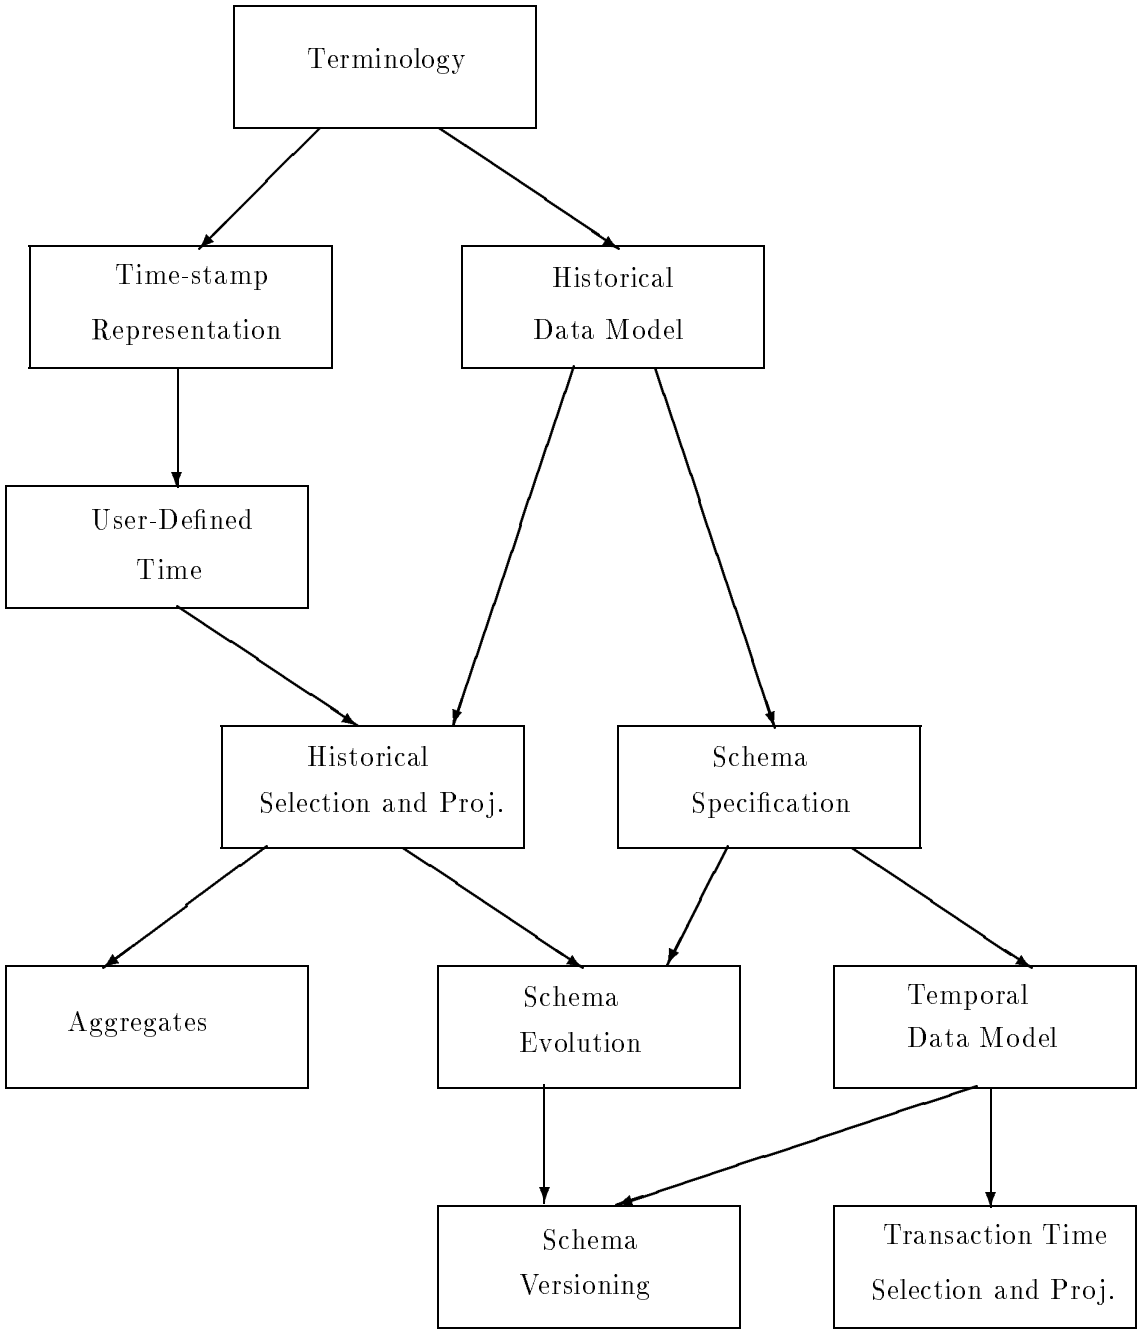 Terminology
Time-stamp
Representation
Historical
Data Model
User-Defined
Time
Historical
Selection and Proj.
Schema
Specification
Aggregates
Schema
Evolution
Temporal
Data Model
Schema
Versioning
Transaction Time
Selection and Proj.